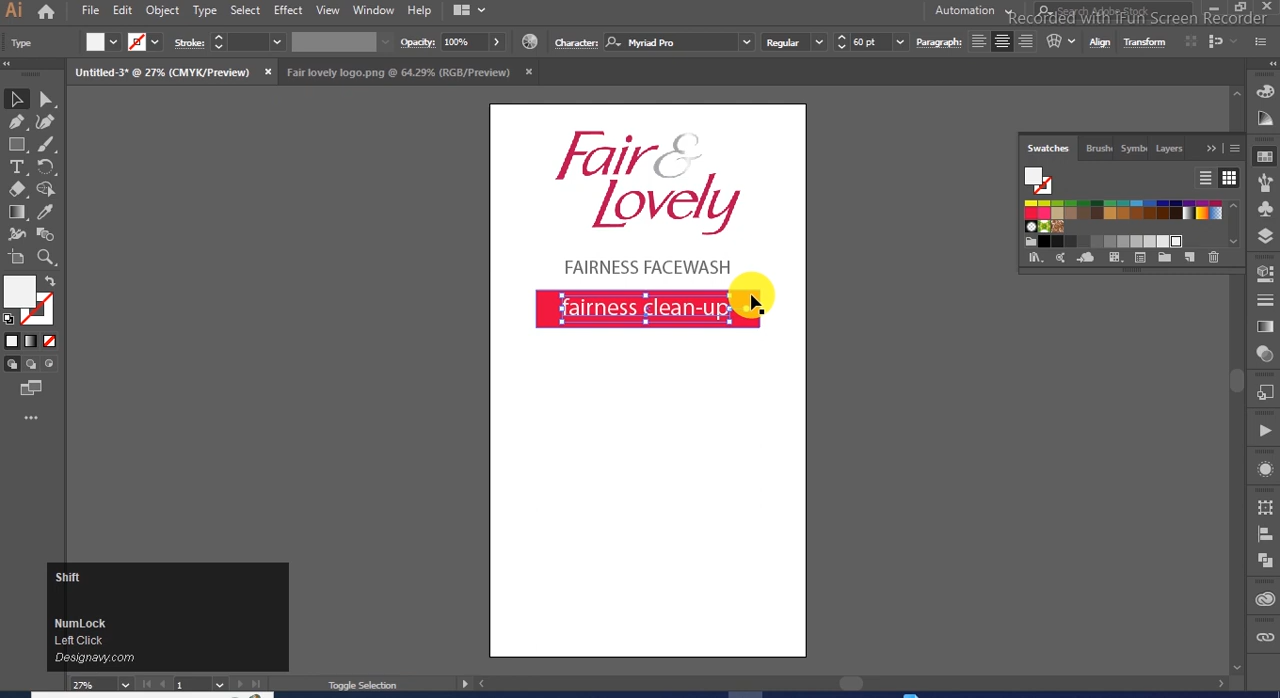 Ai File Edit Object Type Select Effect View Window Help Automation
Recorded with iFun Screen Recorder
Type Stroke: Opacity: 100% Character: Myriad Pro Regular 60 pt Paragraph: Align Transform
Untitled-3* @ 27% (CMYK/Preview) × Fair lovely logo.png @ 64.29% (RGB/Preview) ×
Swatches Brushe Symbo Layers
Fair &
Lovely
FAIRNESS FACEWASH
fairness clean-up
Shift
NumLock
Left Click
Designavy.com
27% 1 Toggle Selection